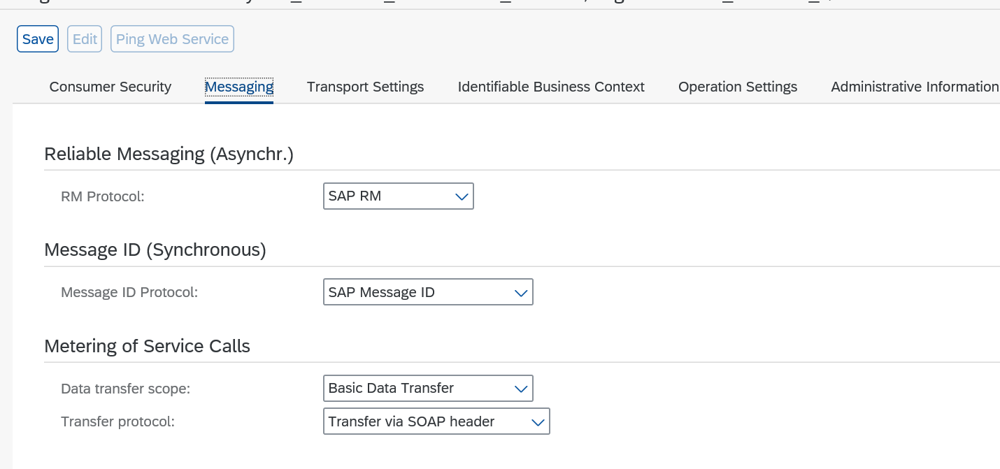 Save Edit Ping Web Service
Consumer Security Messaging Transport Settings Identifiable Business Context Operation Settings Administrative Information
Reliable Messaging (Asynchr.)
RM Protocol: SAP RM
Message ID (Synchronous)
Message ID Protocol: SAP Message ID
Metering of Service Calls
Data transfer scope: Basic Data Transfer
Transfer protocol: Transfer via SOAP header